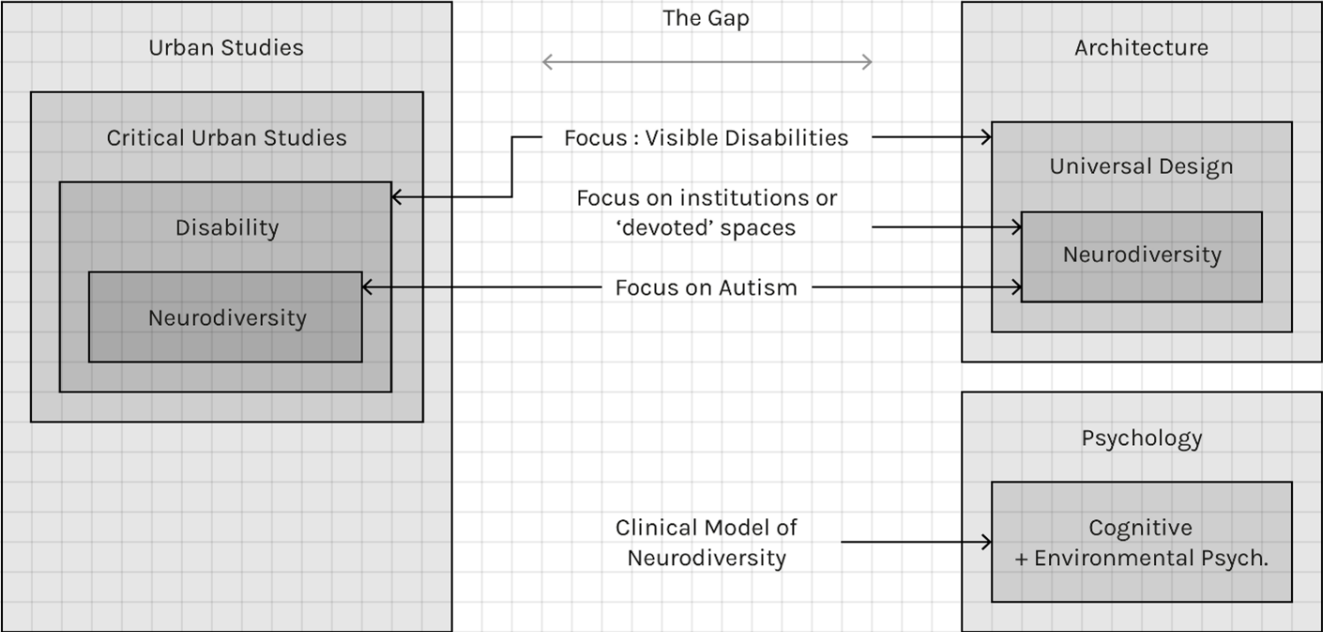 Urban Studies
Critical Urban Studies
Disability
Neurodiversity
The Gap
Focus : Visible Disabilities
Focus on institutions or
‘devoted’ spaces
Focus on Autism
Clinical Model of
Neurodiversity
Architecture
Universal Design
Neurodiversity
Psychology
Cognitive
+ Environmental Psych.